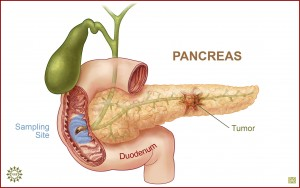 PANCREAS
Sampling
Site
Tumor
Duodenum